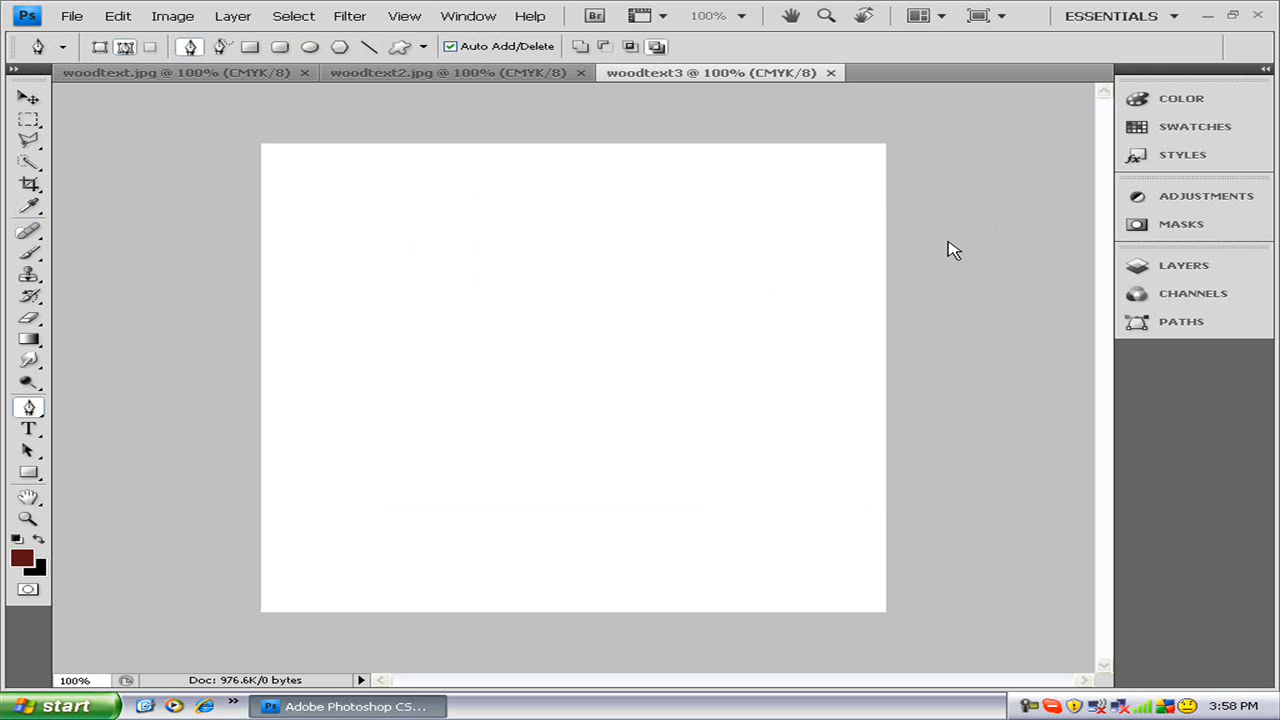 Ps File Edit Image Layer Select Filter View Window Help Br 100% ESSENTIALS
Auto Add/Delete
woodtext.jpg @ 100% (CMYK/8) woodtext2.jpg @ 100% (CMYK/8) woodtext3 @ 100% (CMYK/8)
COLOR
SWATCHES
fx STYLES
ADJUSTMENTS
MASKS
LAYERS
CHANNELS
PATHS
T
100% Doc: 976.6K/0 bytes
start Ps Adobe Photoshop CS... 3:58 PM